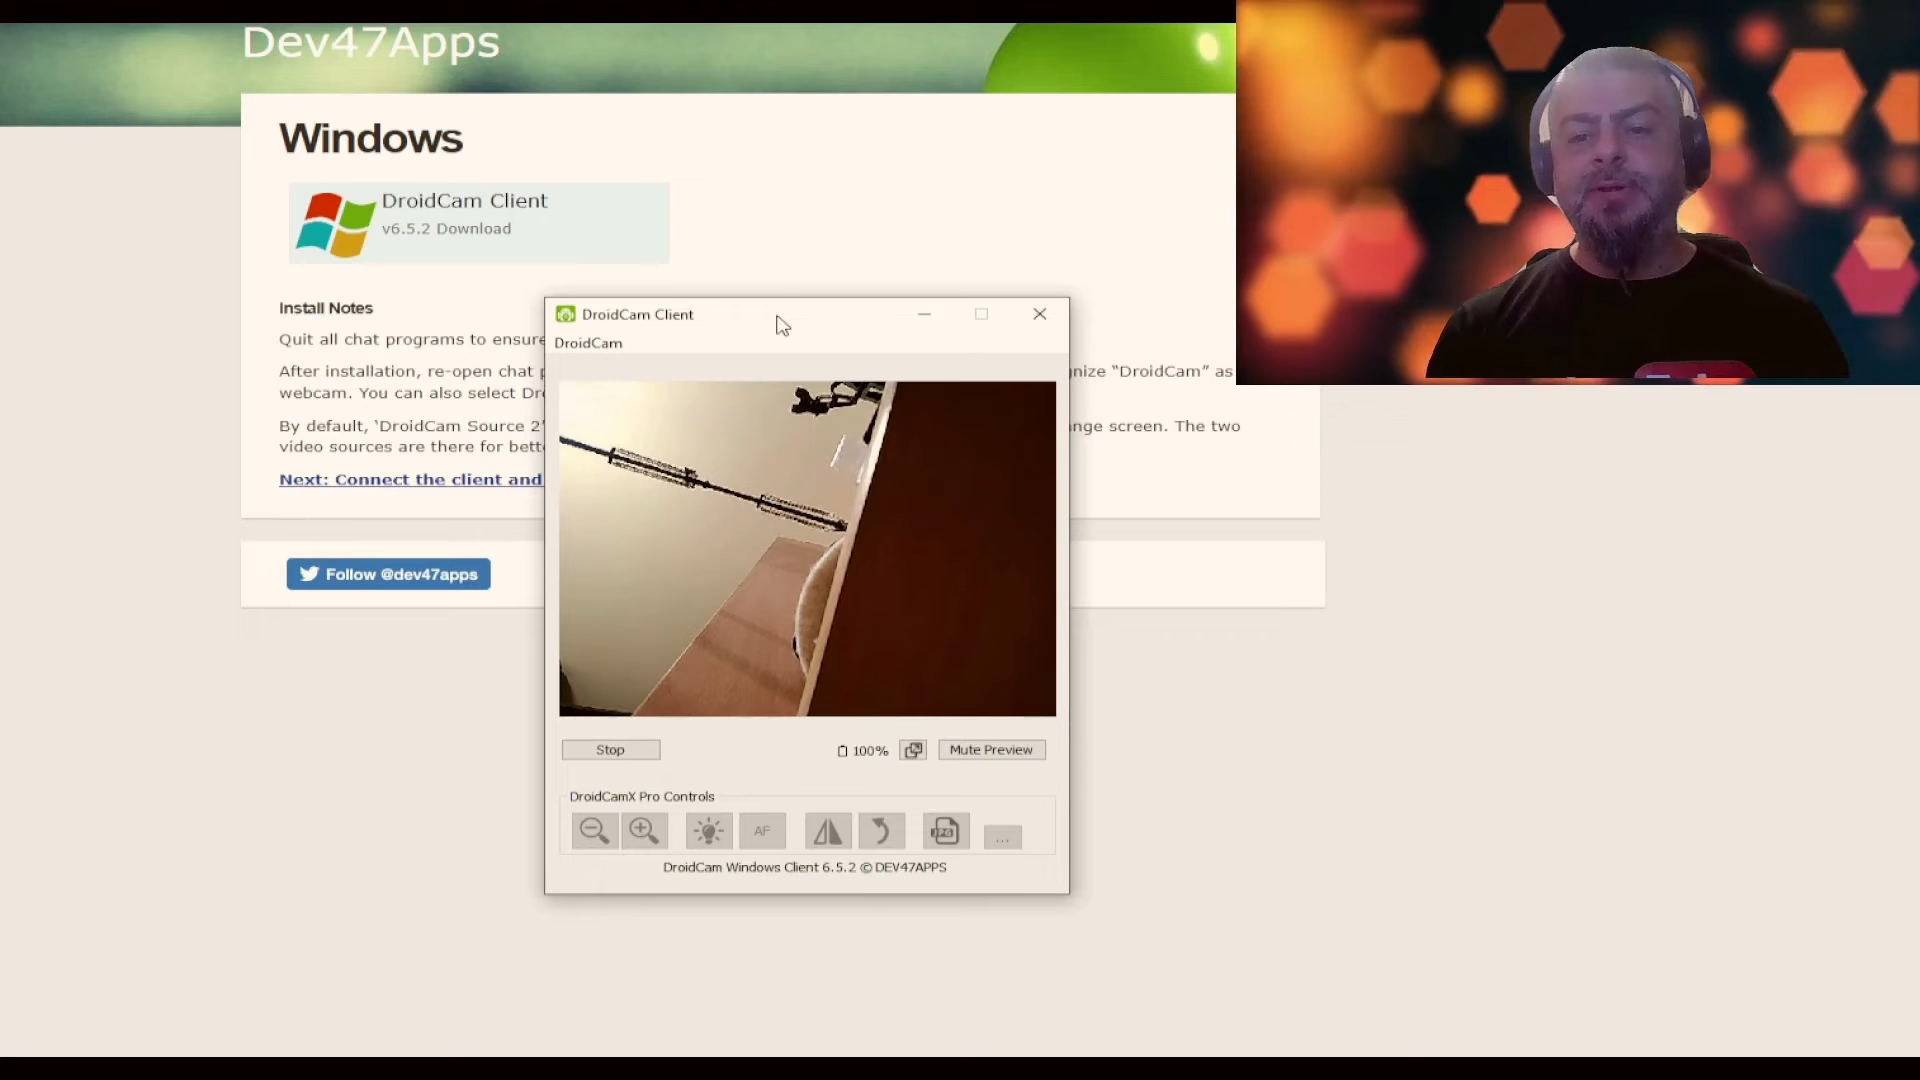 Dev47Apps
Windows
DroidCam Client
v6.5.2 Download
Install Notes
Quit all chat programs to ensure
After installation, re-open chat
nize “DroidCam” as
webcam. You can also select
By default, ‘DroidCam Source 2’
ange screen. The two
video sources are there for
Next: Connect the client and
Follow @dev47apps
DroidCam Client
DroidCam
Stop
100%
Mute Preview
DroidCamX Pro Controls
AF
JPG
...
DroidCam Windows Client 6.5.2 © DEV47APPS